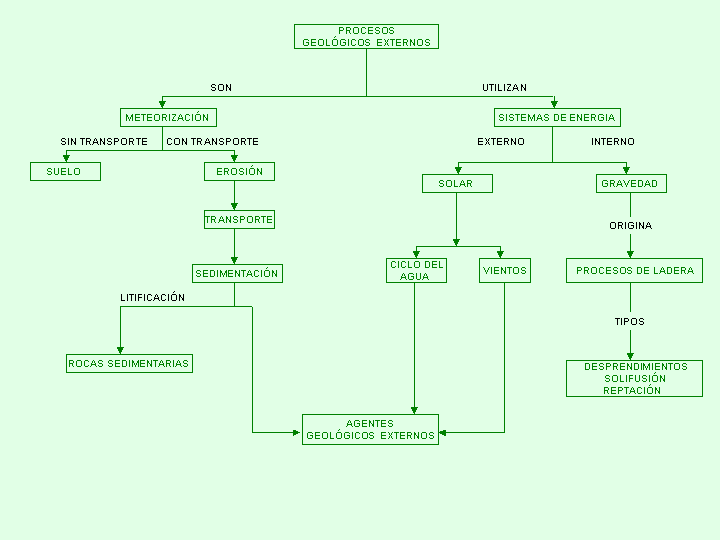 PROCESOS
GEOLÓGICOS EXTERNOS
SON
UTILIZAN
METEORIZACIÓN
SISTEMAS DE ENERGIA
SIN TRANSPORTE
CON TRANSPORTE
EXTERNO
INTERNO
SUELO
EROSIÓN
SOLAR
GRAVEDAD
TRANSPORTE
ORIGINA
SEDIMENTACIÓN
CICLO DEL
AGUA
VIENTOS
PROCESOS DE LADERA
LITIFICACIÓN
TIPOS
ROCAS SEDIMENTARIAS
DESPRENDIMIENTOS
SOLIFUSIÓN
REPTACIÓN
AGENTES
GEOLÓGICOS EXTERNOS